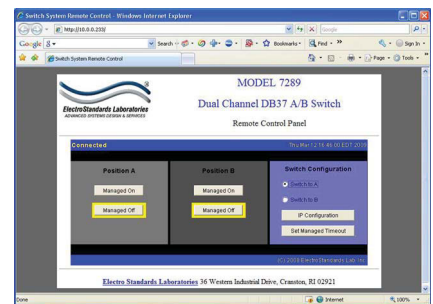 Switch System Remote Control - Windows Internet Explorer
http://10.0.0.233/
Google
Google
Search
Bookmarks
Find
Sign In
Switch System Remote Control
Page
Tools
ElectroStandards Laboratories
ADVANCED SYSTEMS DESIGN & SERVICES
MODEL 7289
Dual Channel DB37 A/B Switch
Remote Control Panel
Connected
Position A
Managed On
Managed Off
Position B
Managed On
Managed Off
Switch Configuration
Switch to A
Switch to B
IP Configuration
Set Managed Timeout
Electro Standards Laboratories 36 Western Industrial Drive, Cranston, RI 02921
Done
Internet
100%